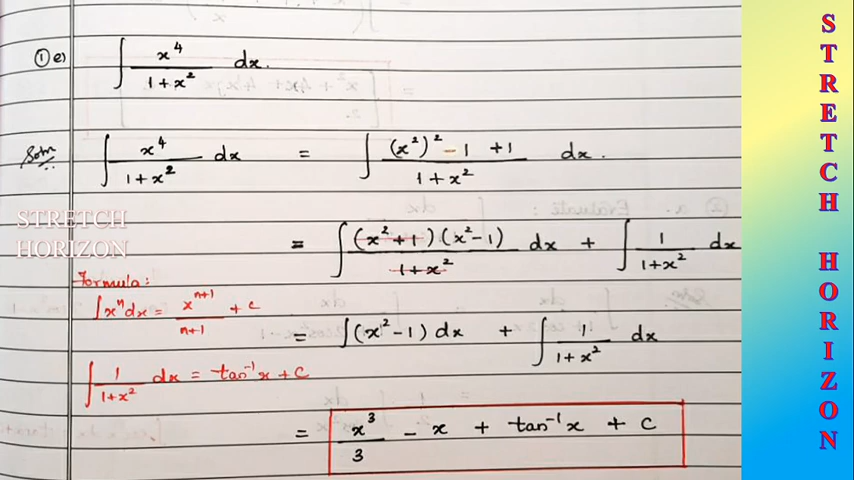 ① e) ∫ x⁴/(1+x²) dx.
Soln ∫ x⁴/(1+x²) dx = ∫ ((x²)² - 1 + 1)/(1+x²) dx.
= ∫ (x²+1)(x²-1)/(1+x²) dx + ∫ 1/(1+x²) dx
STRETCH
HORIZON
Formula:
∫xⁿdx = xⁿ⁺¹/(n+1) + c
= ∫(x²-1) dx + ∫ 1/(1+x²) dx
∫ 1/(1+x²) dx = tan⁻¹x + C
= x³/3 - x + tan⁻¹x + C
STRETCH HORIZON